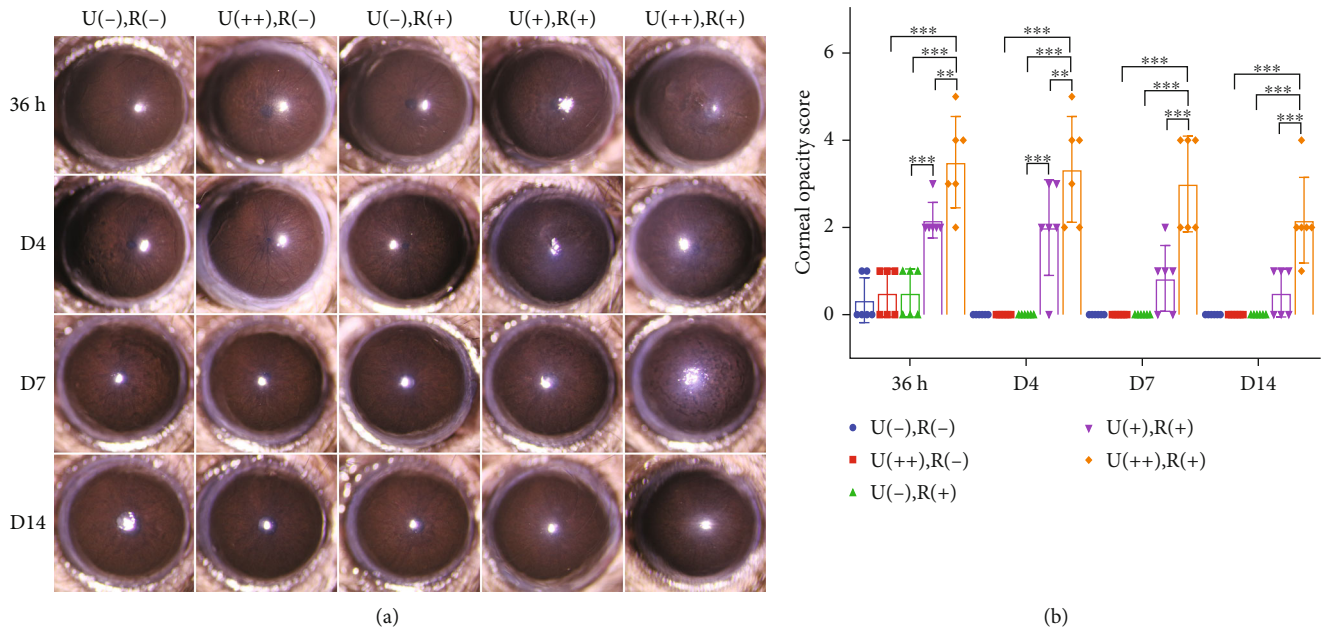 U(−),R(−) U(++),R(−) U(−),R(+) U(+),R(+) U(++),R(+)
36 h
D4
D7
D14
(a)
Corneal opacity score
6
4
2
0
*** *** *** ***
*** *** *** ***
** ** *** ***
*** ***
36 h D4 D7 D14
U(−),R(−) U(+),R(+)
U(++),R(−) U(++),R(+)
U(−),R(+)
(b)